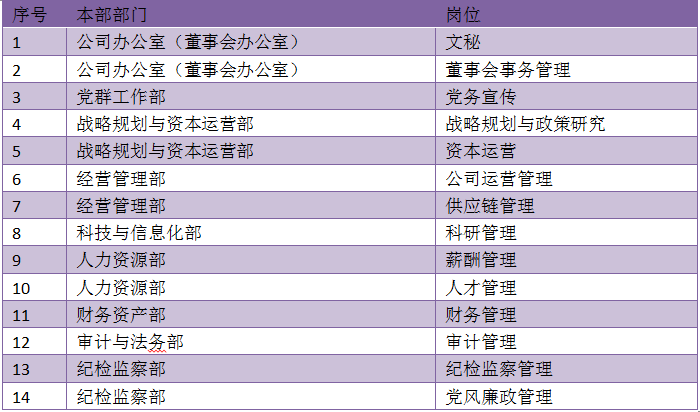 序号 本部部门 岗位
1 公司办公室（董事会办公室） 文秘
2 公司办公室（董事会办公室） 董事会事务管理
3 党群工作部 党务宣传
4 战略规划与资本运营部 战略规划与政策研究
5 战略规划与资本运营部 资本运营
6 经营管理部 公司运营管理
7 经营管理部 供应链管理
8 科技与信息化部 科研管理
9 人力资源部 薪酬管理
10 人力资源部 人才管理
11 财务资产部 财务管理
12 审计与法务部 审计管理
13 纪检监察部 纪检监察管理
14 纪检监察部 党风廉政管理